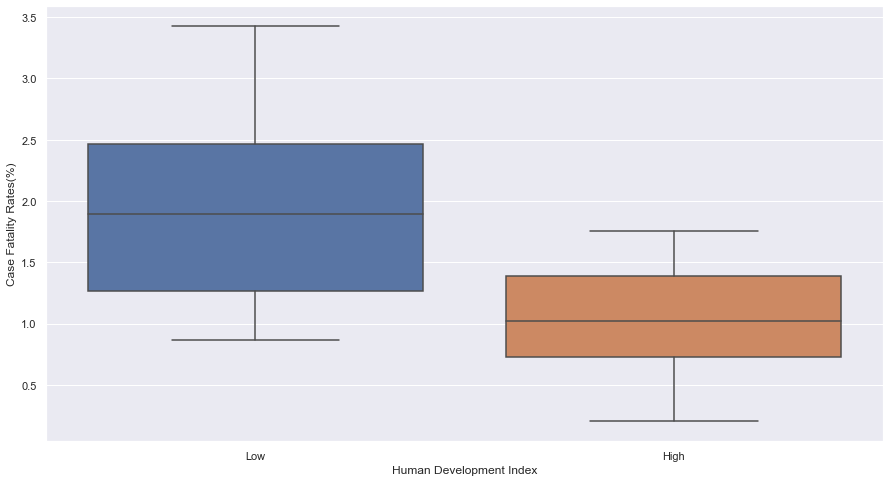 3.5
3.0
2.5
2.0
1.5
1.0
0.5
Case Fatality Rates(%)
Low
High
Human Development Index